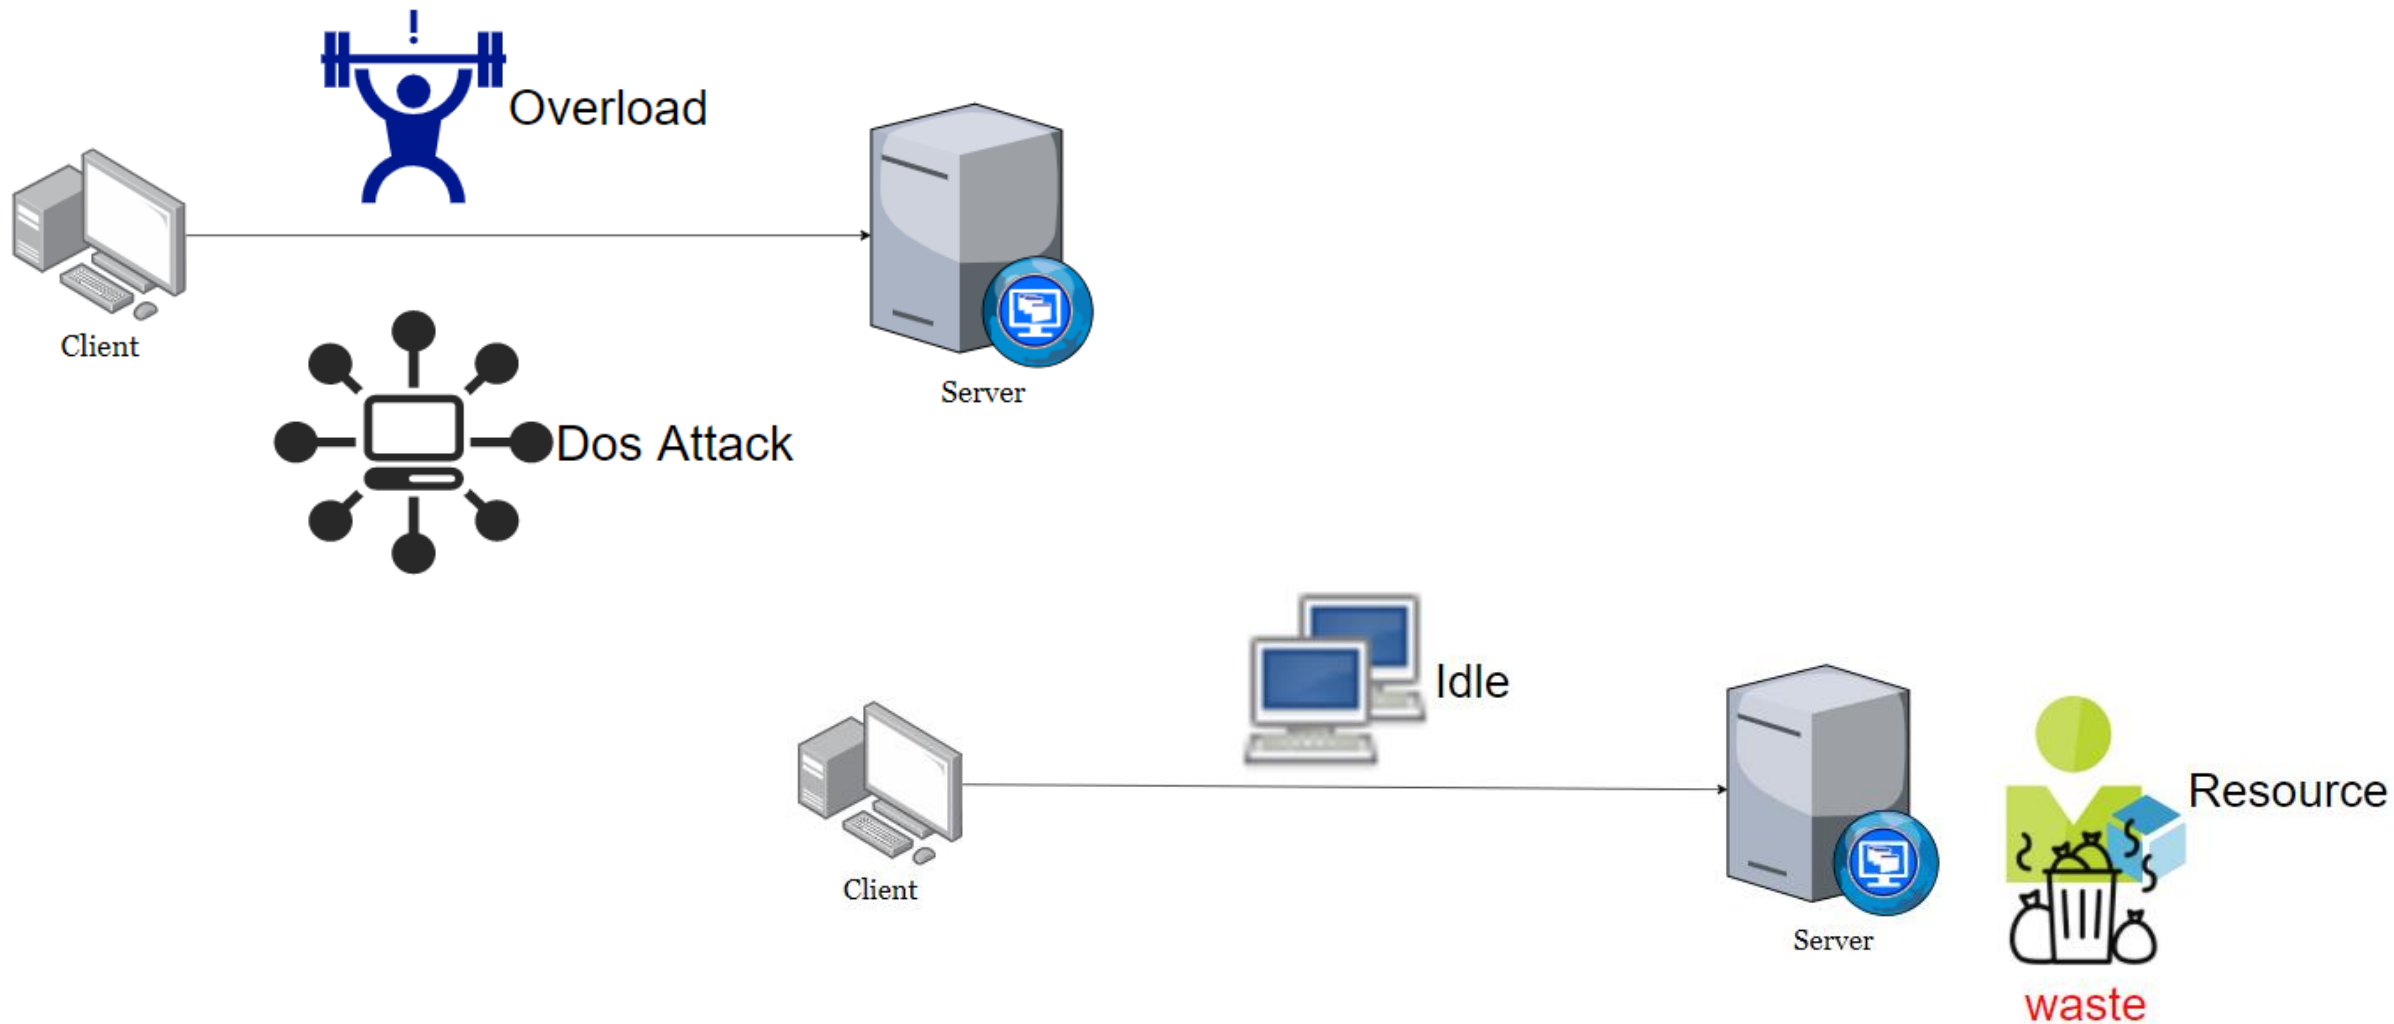 Overload
Client
Server
Dos Attack
Idle
Client
Server
Resource
waste